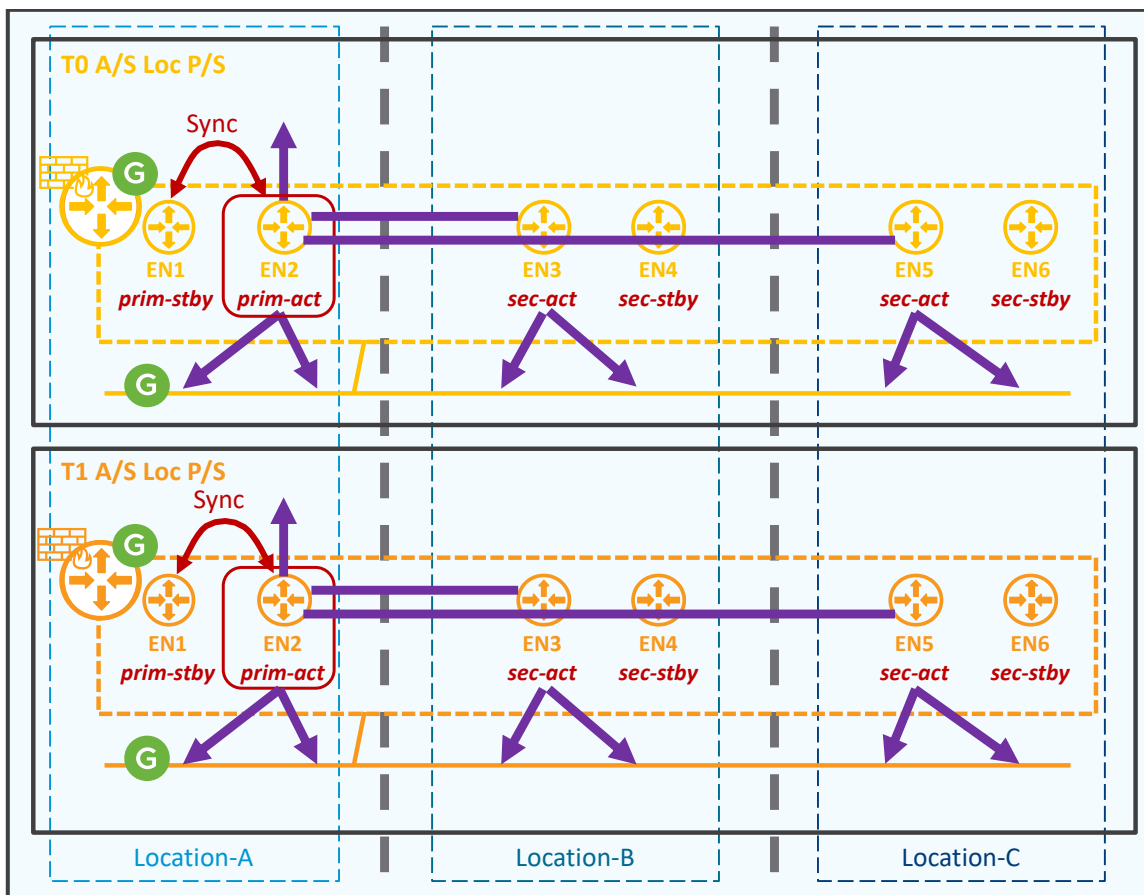 T0 A/S Loc P/S
Sync
G
EN1 EN2 EN3 EN4 EN5 EN6
prim-stby prim-act sec-act sec-stby sec-act sec-stby
G
T1 A/S Loc P/S
Sync
G
EN1 EN2 EN3 EN4 EN5 EN6
prim-stby prim-act sec-act sec-stby sec-act sec-stby
G
Location-A Location-B Location-C